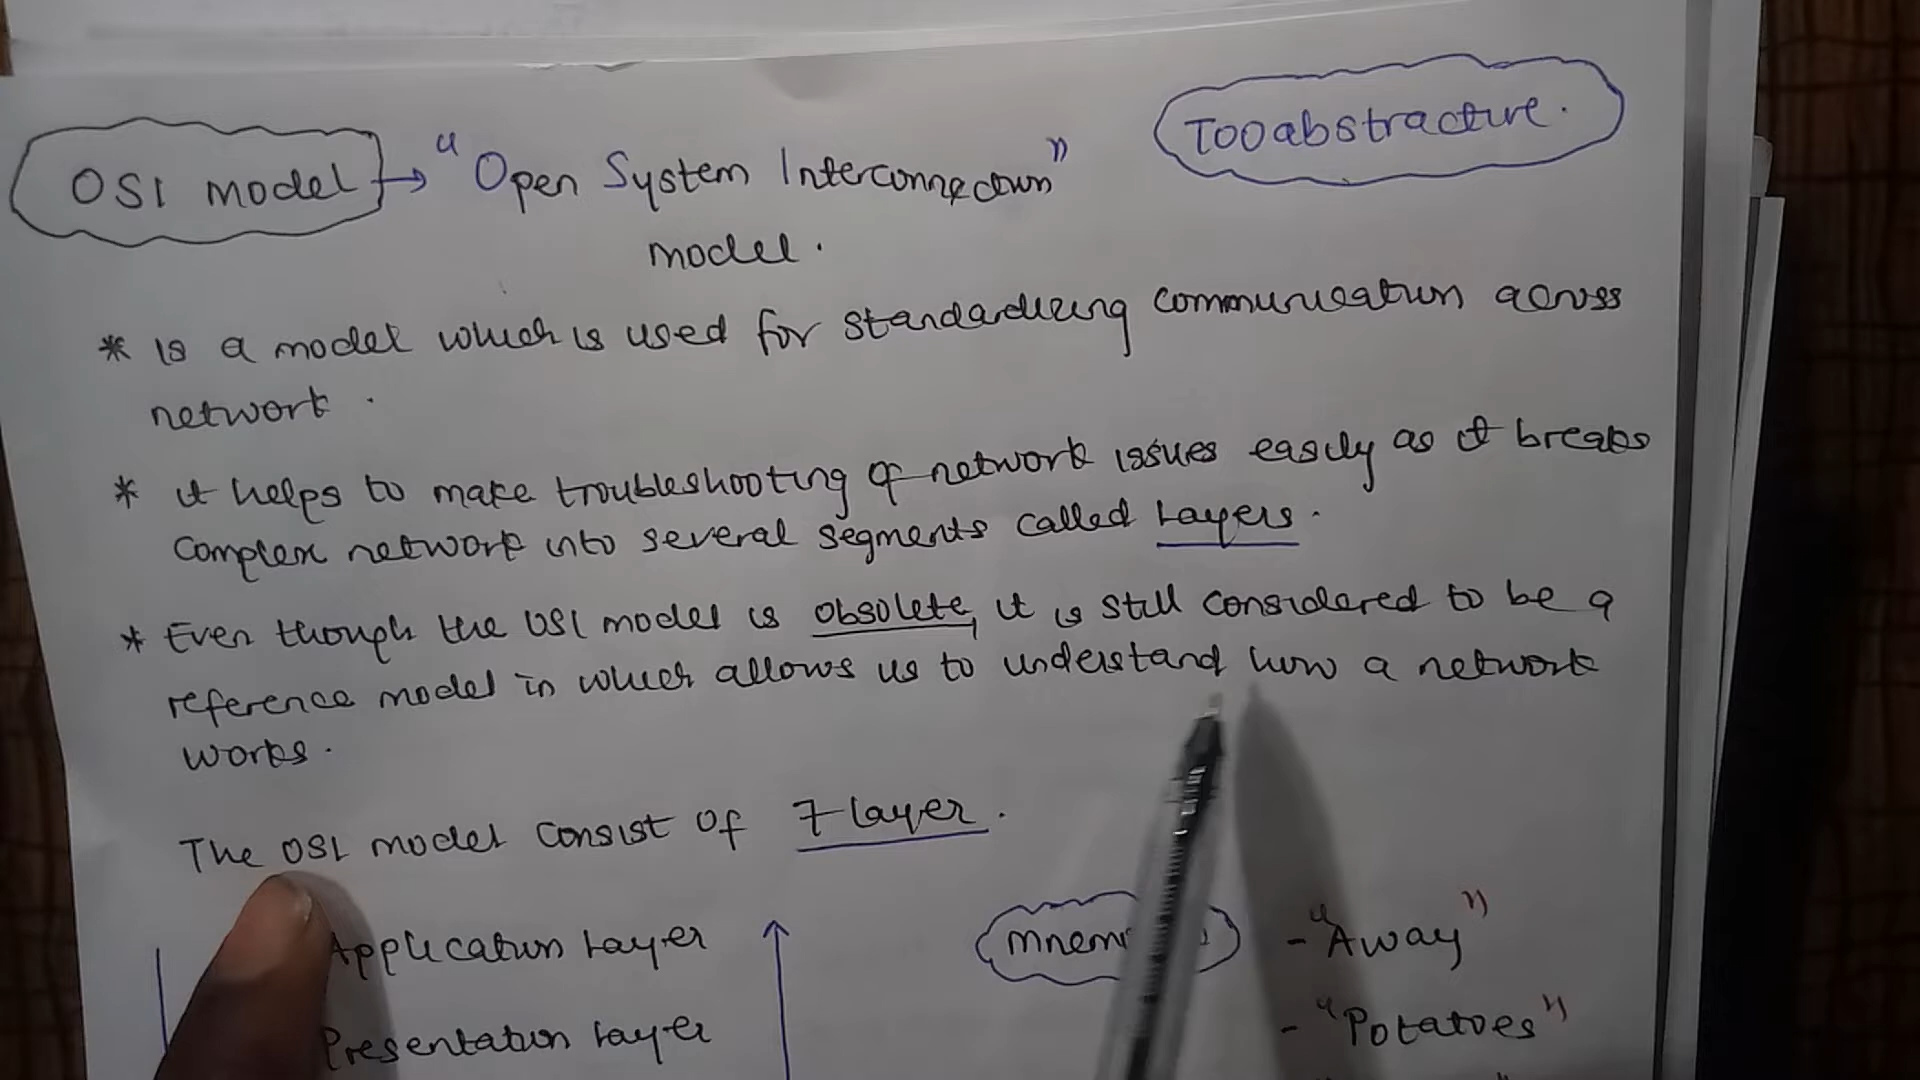 OSI model → "Open System Interconnection"
model.
Tooabstracture.
* is a model which is used for standardizing communication across
network.
* it helps to make troubleshooting of network issues easily as it breaks
complex network into several segments called Layers.
* Even though the OSI model is obsolete, it is still considered to be a
reference model in which allows us to understand how a network
works.
The OSI model consist of 7 layer.
Application Layer
- "Away"
Presentation Layer
- "Potatoes"